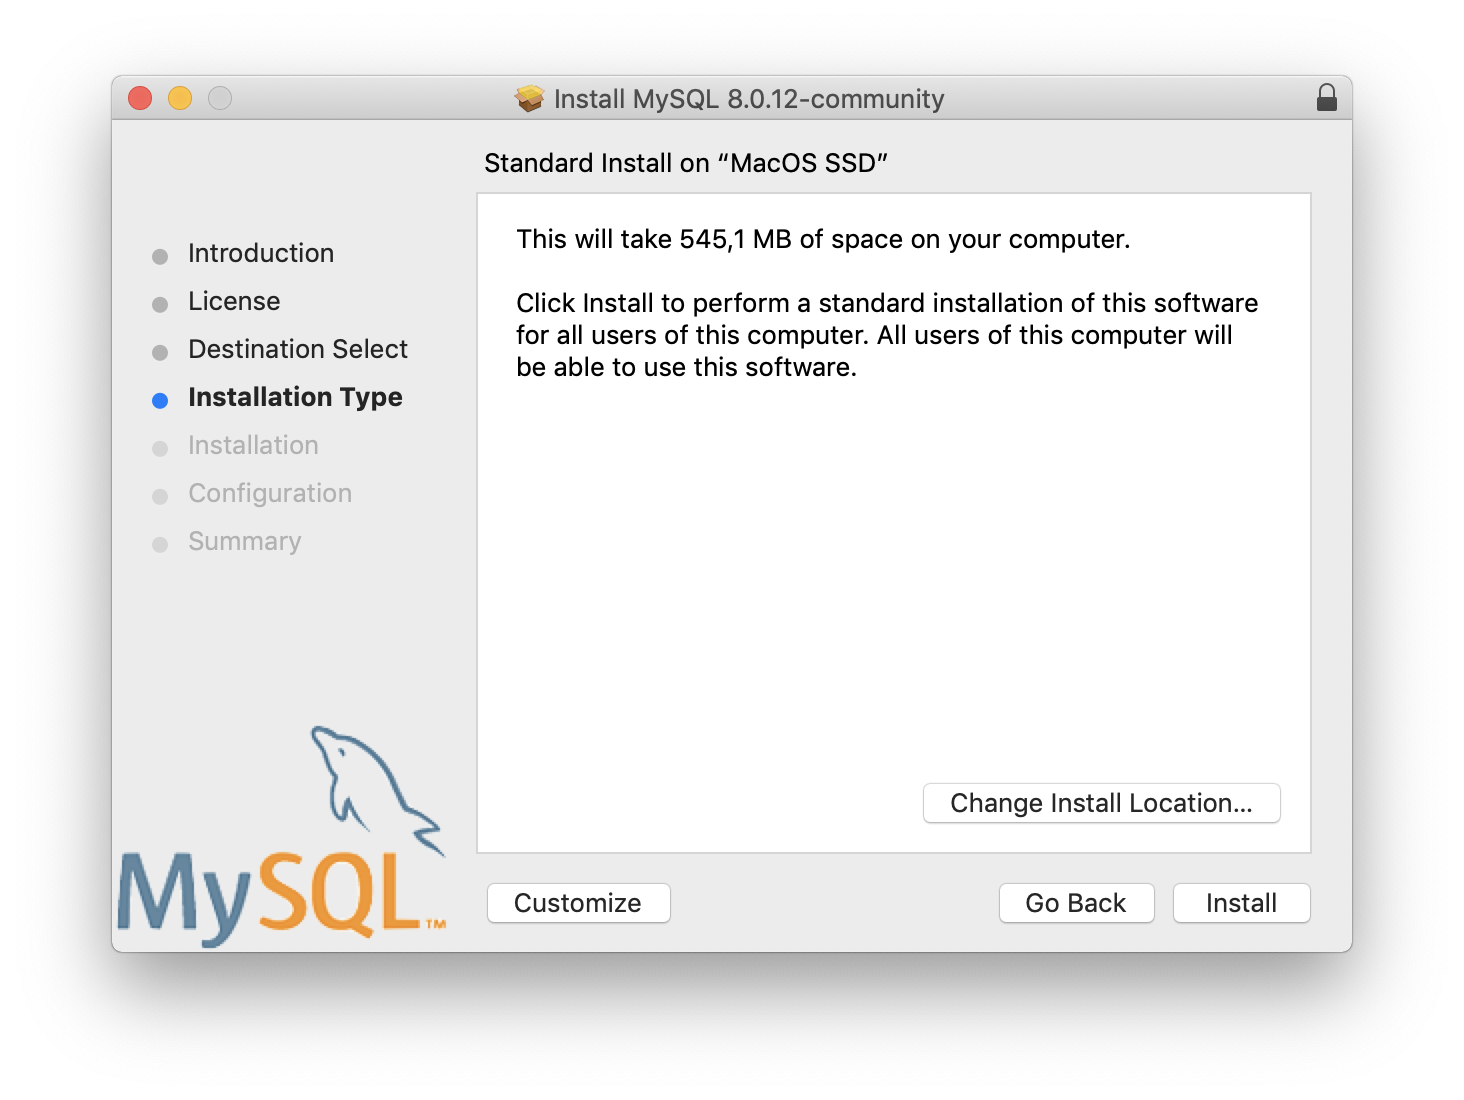 Install MySQL 8.0.12-community
Standard Install on “MacOS SSD”
Introduction
License
Destination Select
Installation Type
Installation
Configuration
Summary
This will take 545,1 MB of space on your computer.
Click Install to perform a standard installation of this software
for all users of this computer. All users of this computer will
be able to use this software.
Change Install Location...
MySQL™
Customize
Go Back
Install